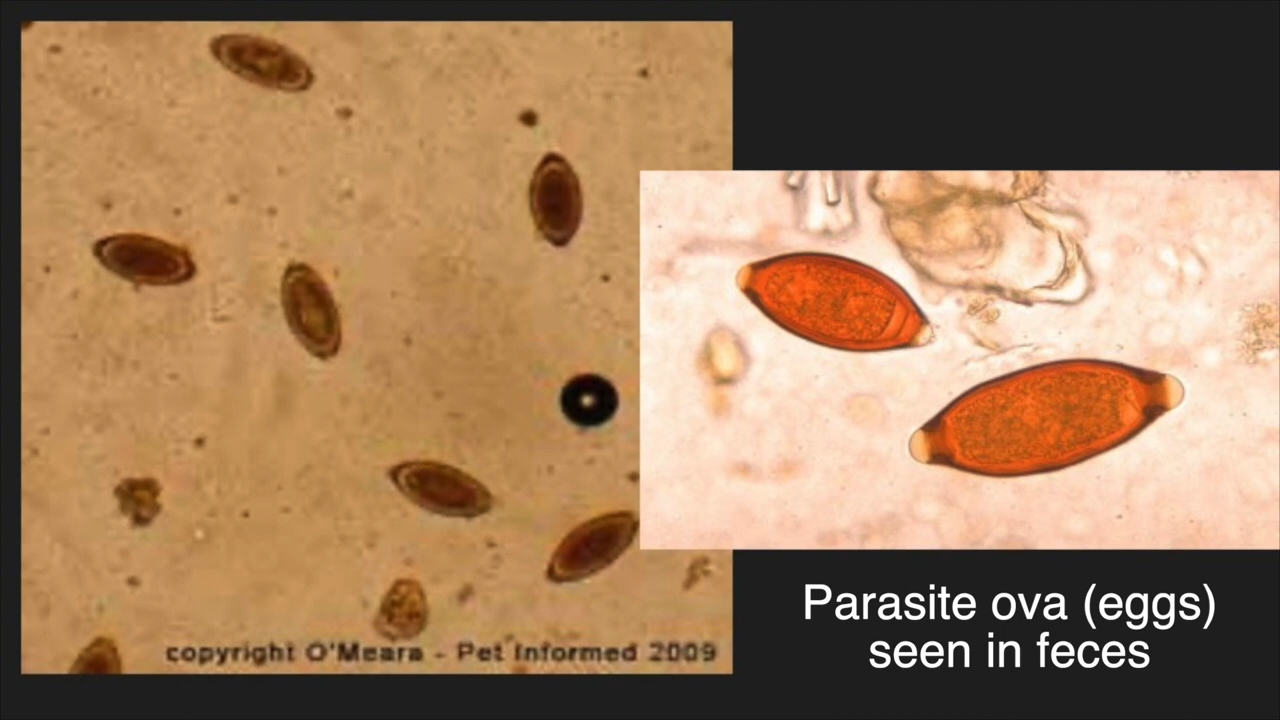 copyright O'Meara - Pet Informed 2009
Parasite ova (eggs)
seen in feces